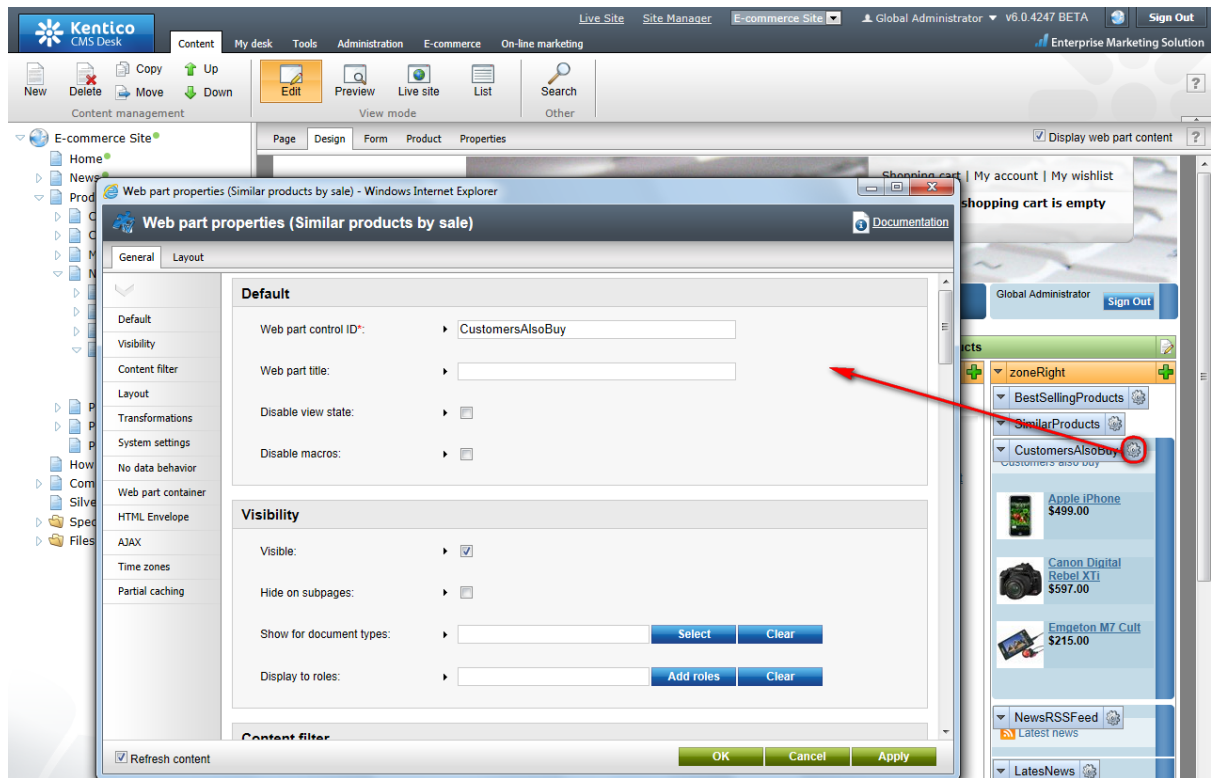 Kentico
CMS Desk
Live Site Site Manager E-commerce Site Global Administrator v6.0.4247 BETA Sign Out
Content My desk Tools Administration E-commerce On-line marketing Enterprise Marketing Solution
New Delete Copy Move Up Down Edit Preview Live site List Search
Content management View mode Other
E-commerce Site
Page Design Form Product Properties Display web part content
Home
News
Shopping cart | My account | My wishlist
shopping cart is empty
Web part properties (Similar products by sale) - Windows Internet Explorer
Web part properties (Similar products by sale) Documentation
General Layout
Default
Visibility
Content filter
Layout
Transformations
System settings
No data behavior
Web part container
HTML Envelope
AJAX
Time zones
Partial caching
Default
Web part control ID*: CustomersAlsoBuy
Web part title:
Disable view state:
Disable macros:
Visibility
Visible:
Hide on subpages:
Show for document types: Select Clear
Display to roles: Add roles Clear
Content filter
Refresh content OK Cancel Apply
Prod
C
C
M
N
P
P
P
How
Com
Silve
Spec
Files
Global Administrator Sign Out
ucts
zoneRight
BestSellingProducts
SimilarProducts
CustomersAlsoBuy
Customers also buy
Apple iPhone
$499.00
Canon Digital
Rebel XTi
$597.00
Emgeton M7 Cult
$215.00
NewsRSSFeed
Latest news
LatesNews